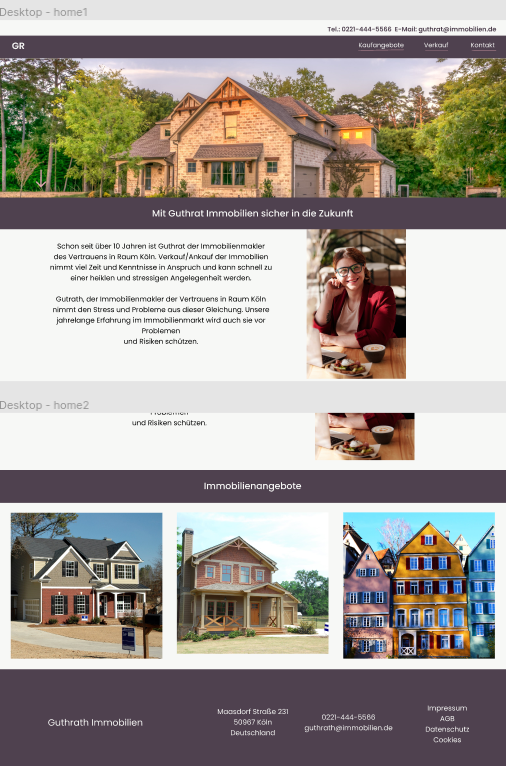 Desktop - home1
Tel.: 0221-444-5566 E-Mail: guthrat@immobilien.de
GR
Kaufangebote
Verkauf
Kontakt
Mit Guthrat Immobilien sicher in die Zukunft
Schon seit über 10 Jahren ist Guthrat der Immobilienmakler
des Vertrauens in Raum Köln. Verkauf/Ankauf der Immobilien
nimmt viel Zeit und Kenntnisse in Anspruch und kann schnell zu
einer heiklen und stressigen Angelegenheit werden.
Gutrath, der Immobilienmakler der Vertrauens in Raum Köln
nimmt den Stress und Probleme aus dieser Gleichung. Unsere
jahrelange Erfahrung im Immobilienmarkt wird auch sie vor
Problemen
und Risiken schützen.
Desktop - home2
Problemen
und Risiken schützen.
Immobilienangebote
Guthrath Immobilien
Maasdorf Straße 231
50967 Köln
Deutschland
0221-444-5566
guthrath@immobilien.de
Impressum
AGB
Datenschutz
Cookies